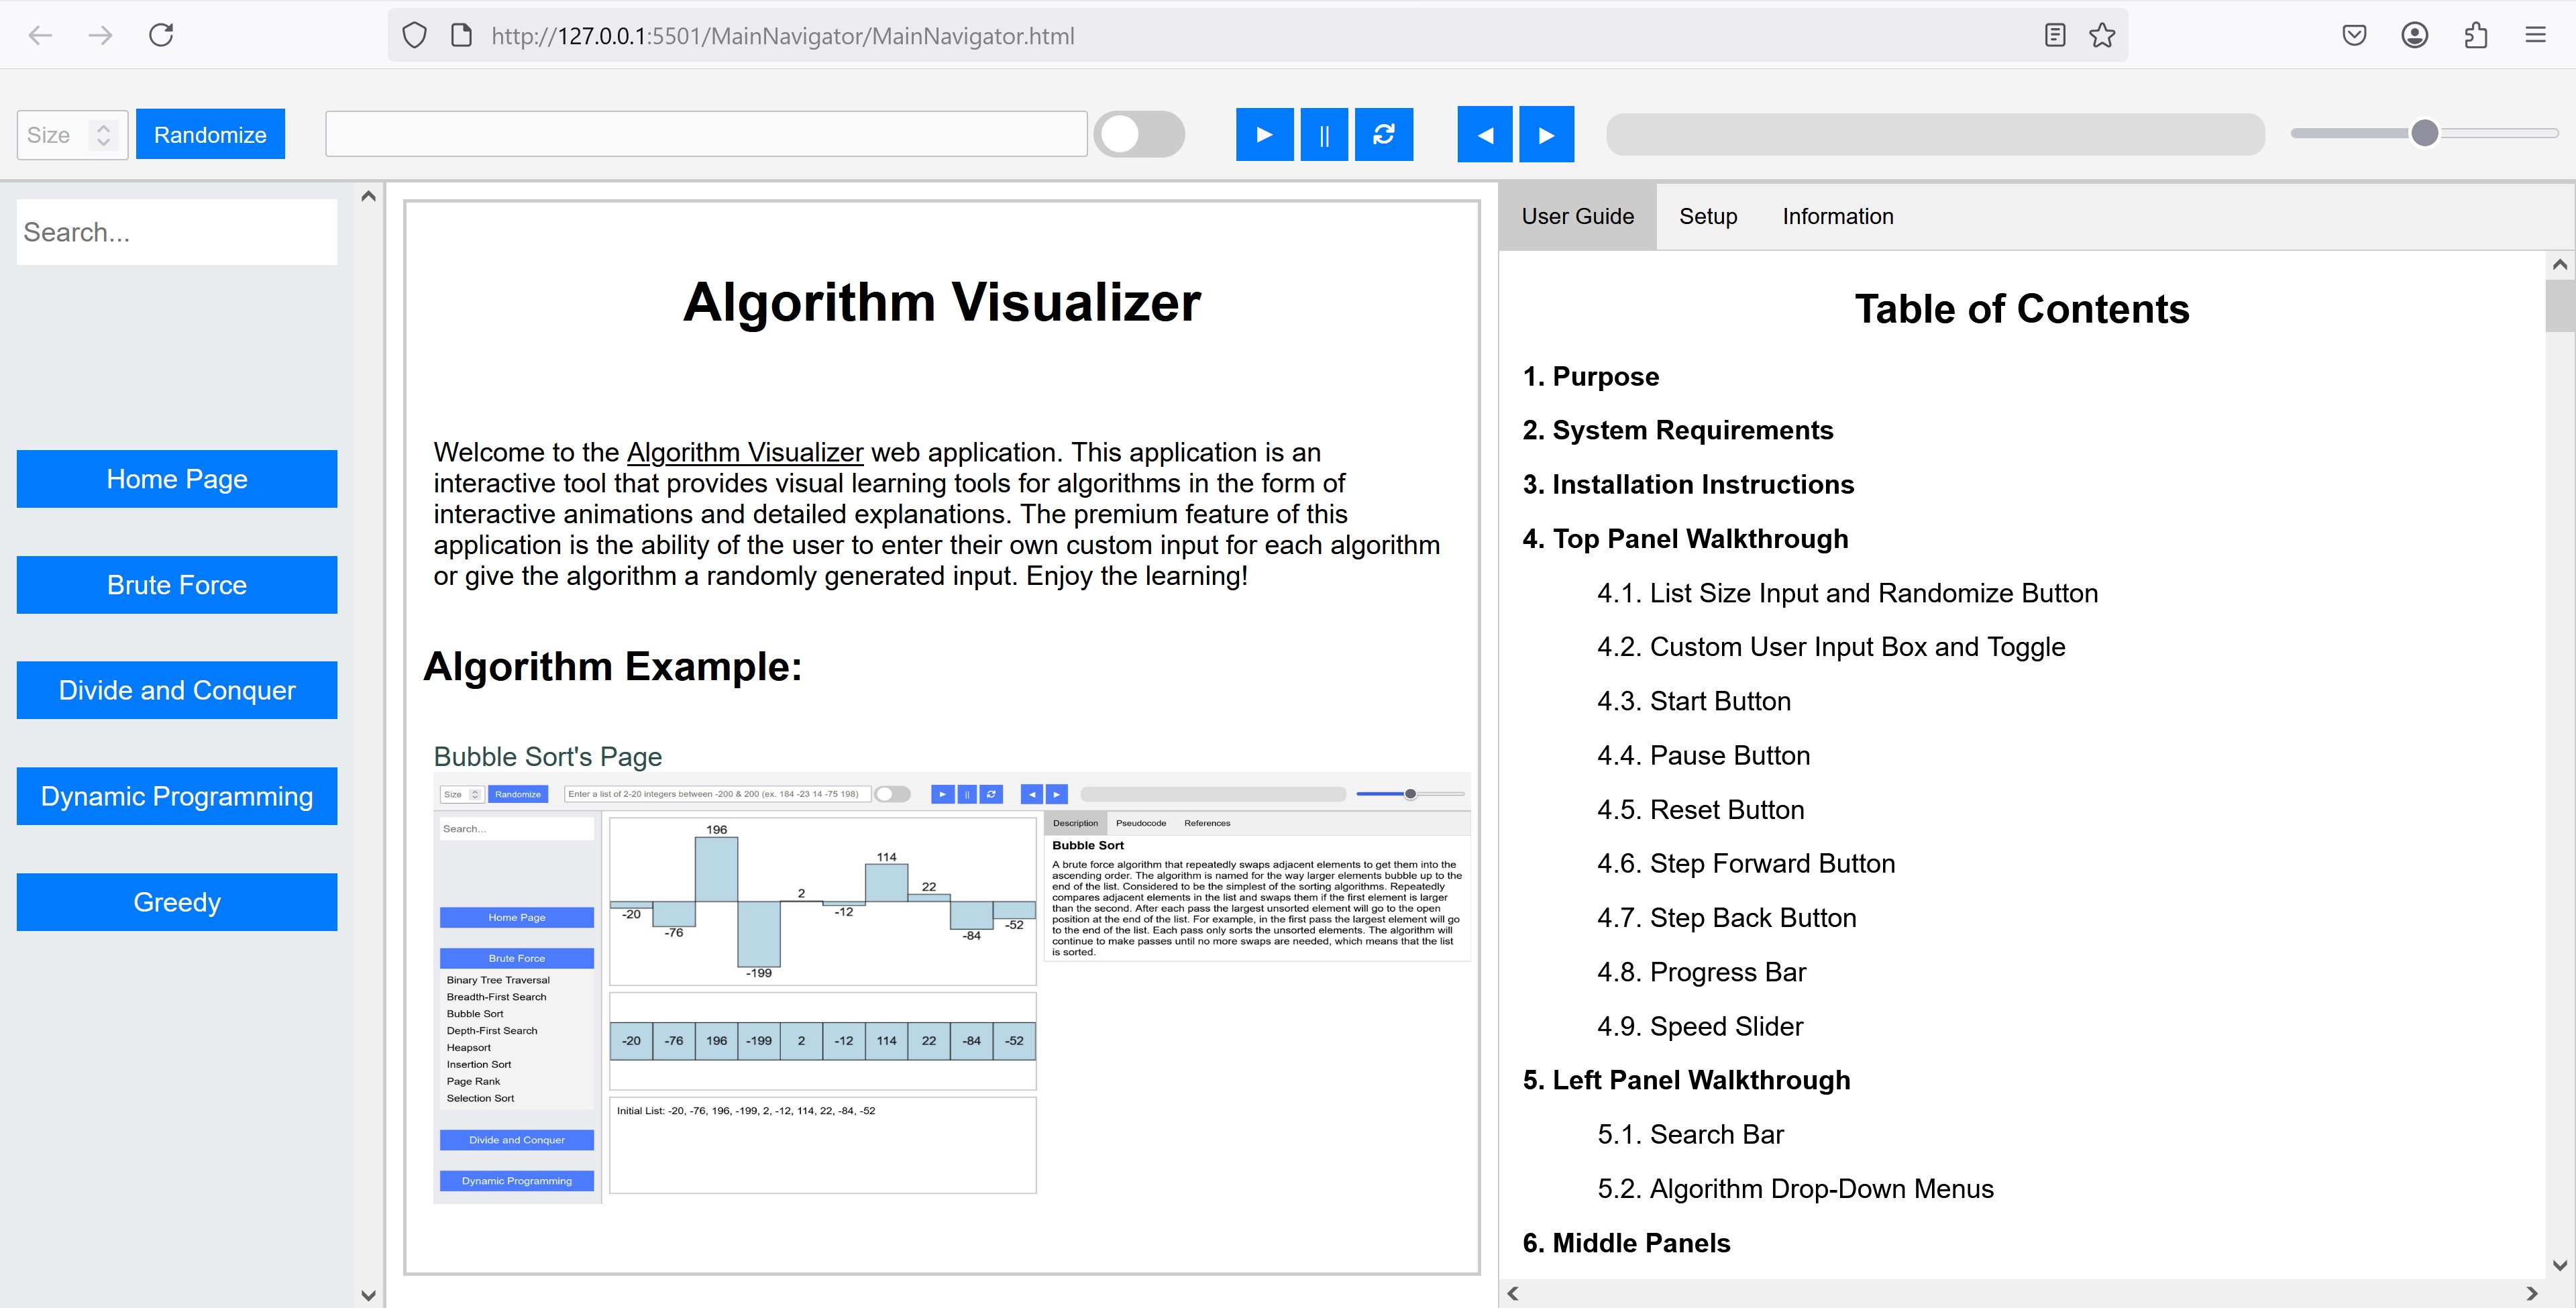 http://127.0.0.1:5501/MainNavigator/MainNavigator.html
Size
Randomize
Search...
Home Page
Brute Force
Divide and Conquer
Dynamic Programming
Greedy
Algorithm Visualizer
Welcome to the Algorithm Visualizer web application. This application is an
interactive tool that provides visual learning tools for algorithms in the form of
interactive animations and detailed explanations. The premium feature of this
application is the ability of the user to enter their own custom input for each algorithm
or give the algorithm a randomly generated input. Enjoy the learning!
Algorithm Example:
Bubble Sort's Page
Size
Randomize
Enter a list of 2-20 integers between -200 & 200 (ex. 184 -23 14 -75 198)
Search...
Home Page
Brute Force
Binary Tree Traversal
Breadth-First Search
Bubble Sort
Depth-First Search
Heapsort
Insertion Sort
Page Rank
Selection Sort
Divide and Conquer
Dynamic Programming
-20
-76
196
-199
2
-12
114
22
-84
-52
-20 -76 196 -199 2 -12 114 22 -84 -52
Initial List: -20, -76, 196, -199, 2, -12, 114, 22, -84, -52
Description Pseudocode References
Bubble Sort
A brute force algorithm that repeatedly swaps adjacent elements to get them into the
ascending order. The algorithm is named for the way larger elements bubble up to the
end of the list. Considered to be the simplest of the sorting algorithms. Repeatedly
compares adjacent elements in the list and swaps them if the first element is larger
than the second. After each pass the largest unsorted element will go to the open
position at the end of the list. For example, in the first pass the largest element will go
to the end of the list. Each pass only sorts the unsorted elements. The algorithm will
continue to make passes until no more swaps are needed, which means that the list
is sorted.
User Guide Setup Information
Table of Contents
1. Purpose
2. System Requirements
3. Installation Instructions
4. Top Panel Walkthrough
4.1. List Size Input and Randomize Button
4.2. Custom User Input Box and Toggle
4.3. Start Button
4.4. Pause Button
4.5. Reset Button
4.6. Step Forward Button
4.7. Step Back Button
4.8. Progress Bar
4.9. Speed Slider
5. Left Panel Walkthrough
5.1. Search Bar
5.2. Algorithm Drop-Down Menus
6. Middle Panels